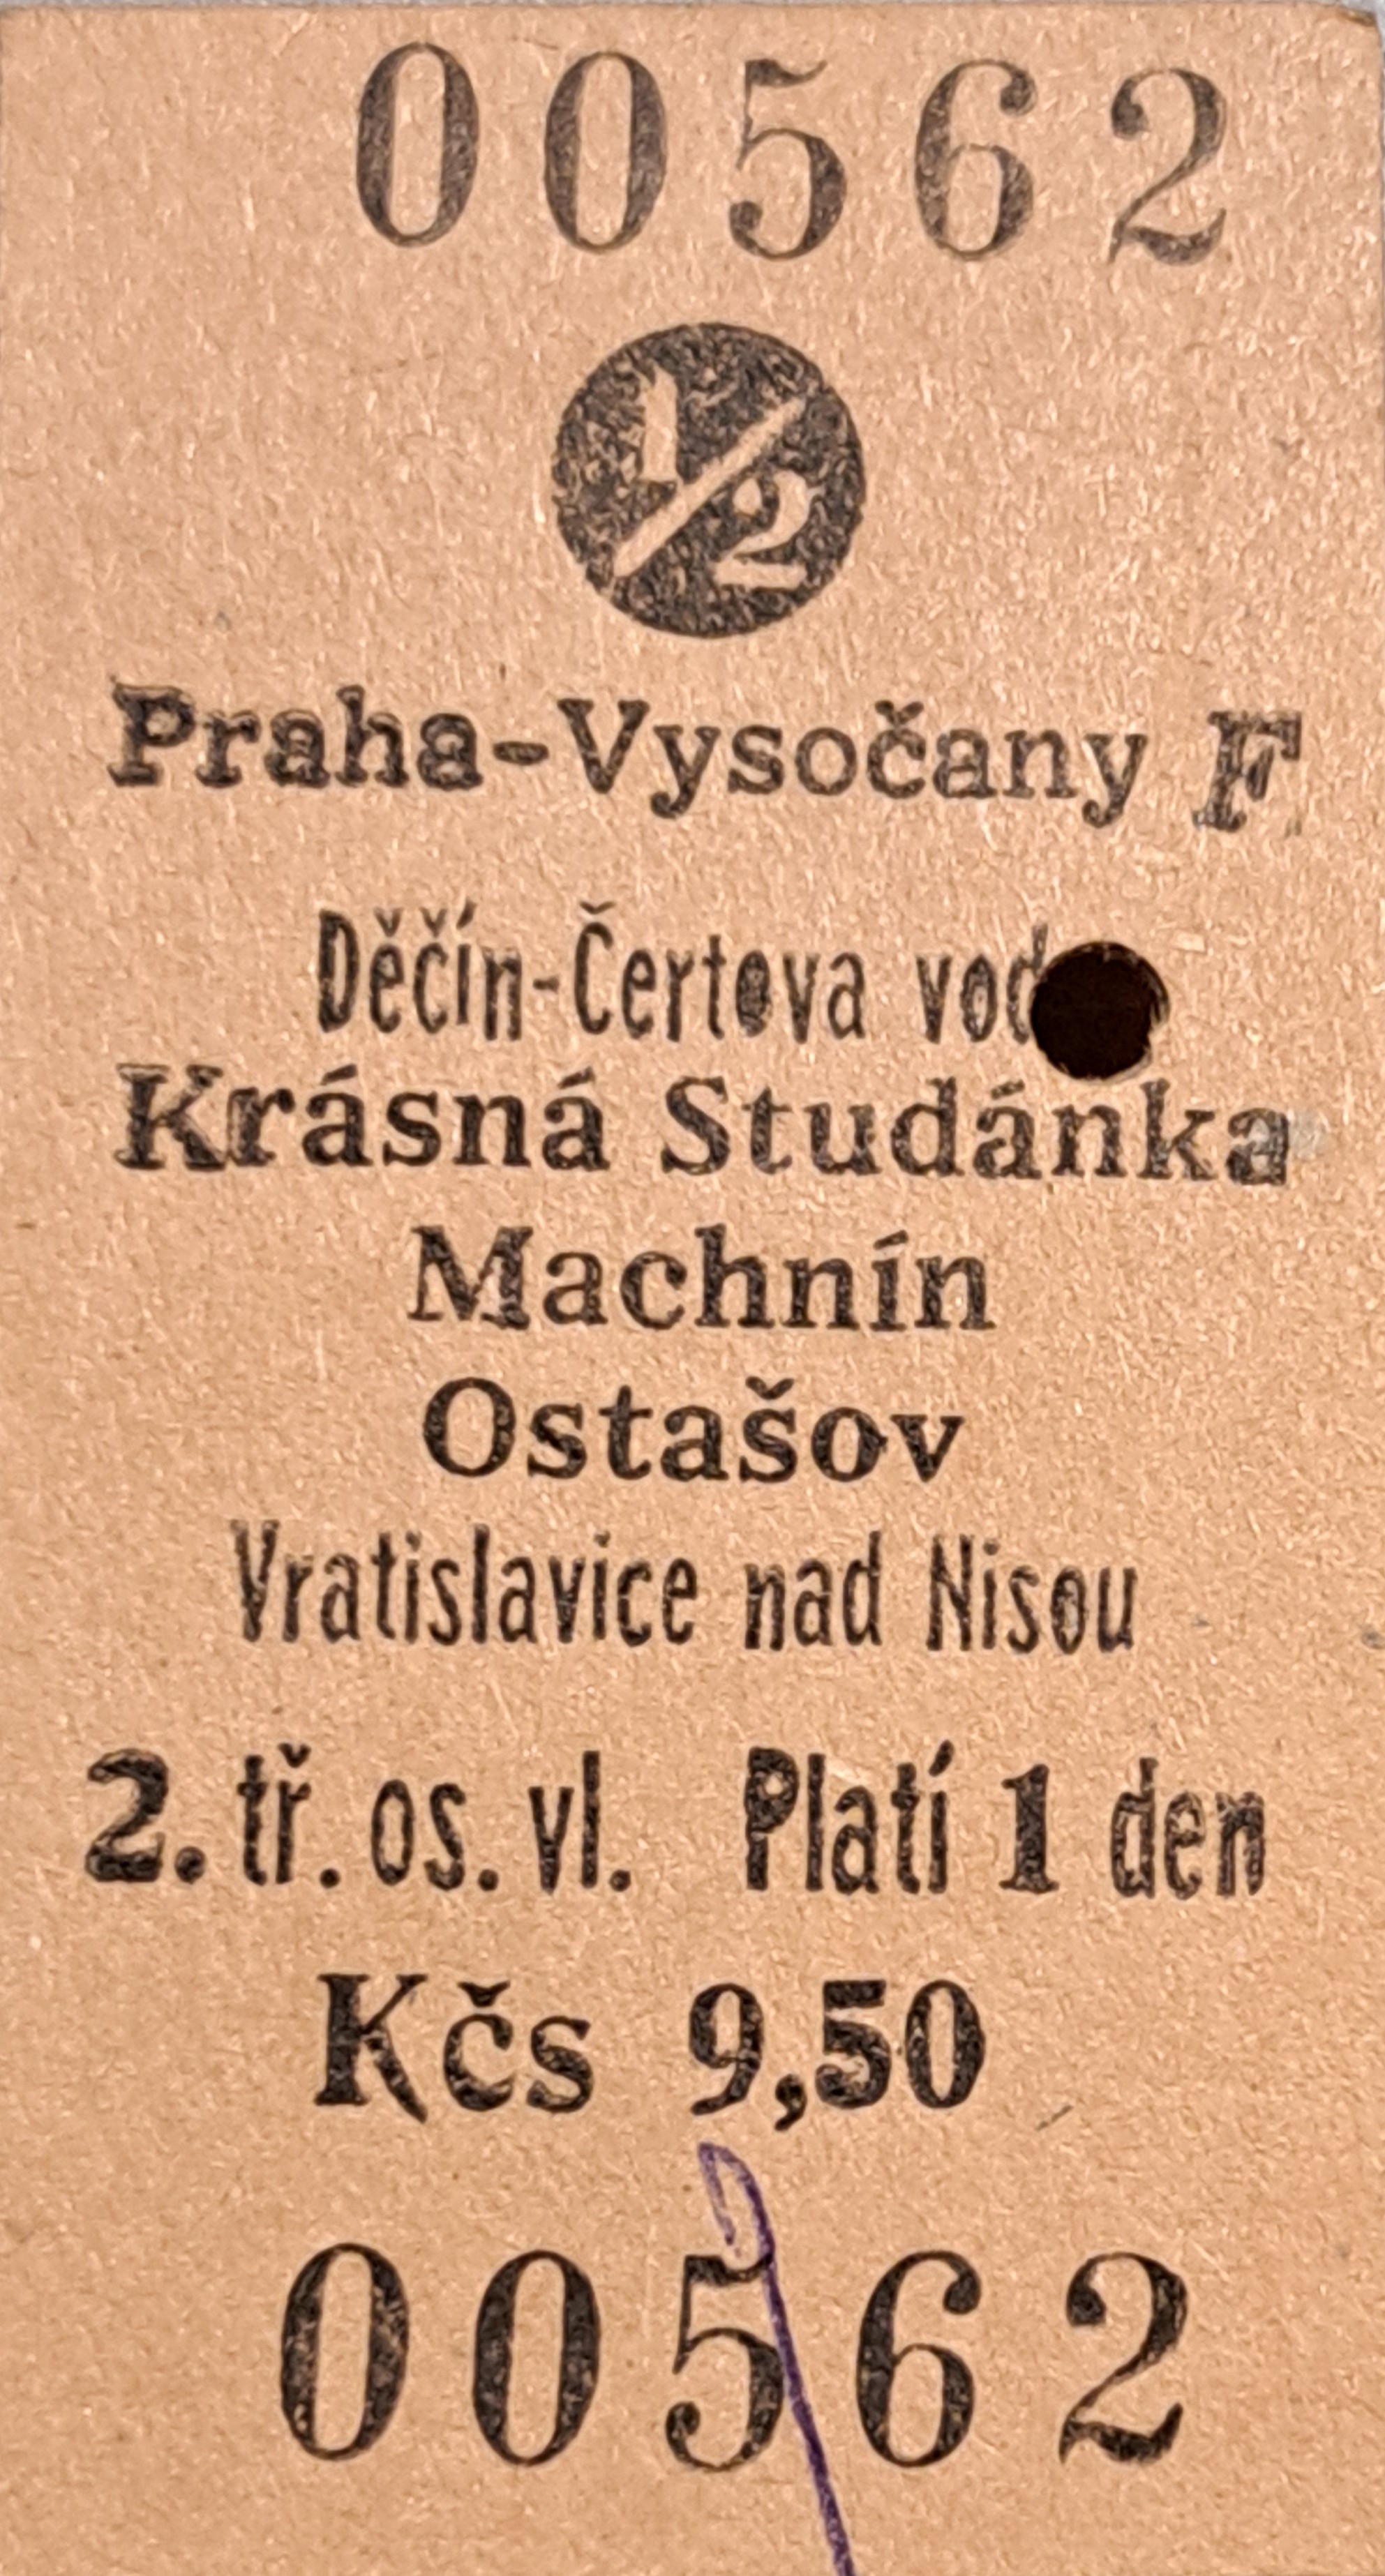 00562
1/2
Praha-Vysočany F
Děčín-Čertova
Krásná Studánka
Machnín
Ostašov
Vratislavice nad Nisou
2. tř. os. vl. Platí 1 den
Kčs 9,50
00562